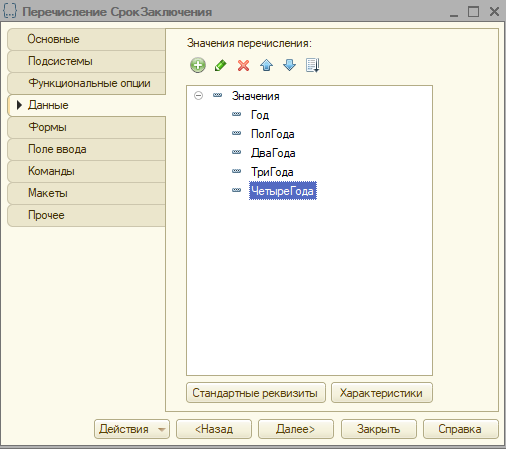 Перечисление СрокЗаключения
Основные
Подсистемы
Функциональные опции
Данные
Формы
Поле ввода
Команды
Макеты
Прочее
Значения перечисления:
Значения
Год
ПолГода
ДваГода
ТриГода
ЧетыреГода
Стандартные реквизиты
Характеристики
Действия
<Назад
Далее>
Закрыть
Справка